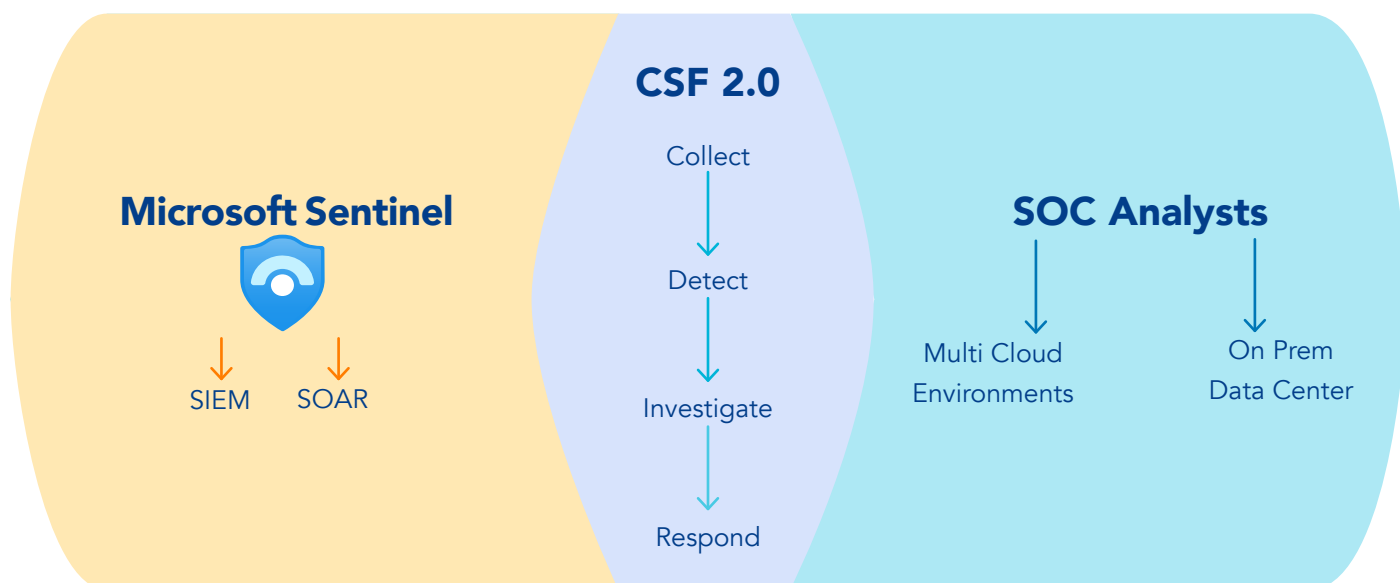 CSF 2.0
Collect
Detect
Investigate
Respond
Microsoft Sentinel
SIEM
SOAR
SOC Analysts
Multi Cloud
Environments
On Prem
Data Center